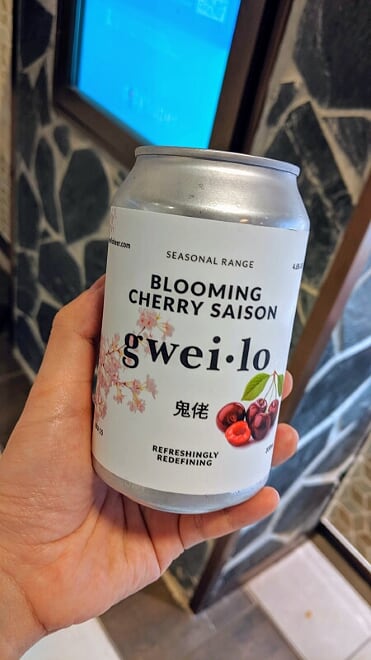 SEASONAL RANGE
BLOOMING
CHERRY SAISON
gwei·lo
鬼佬
REFRESHINGLY
REDEFINING